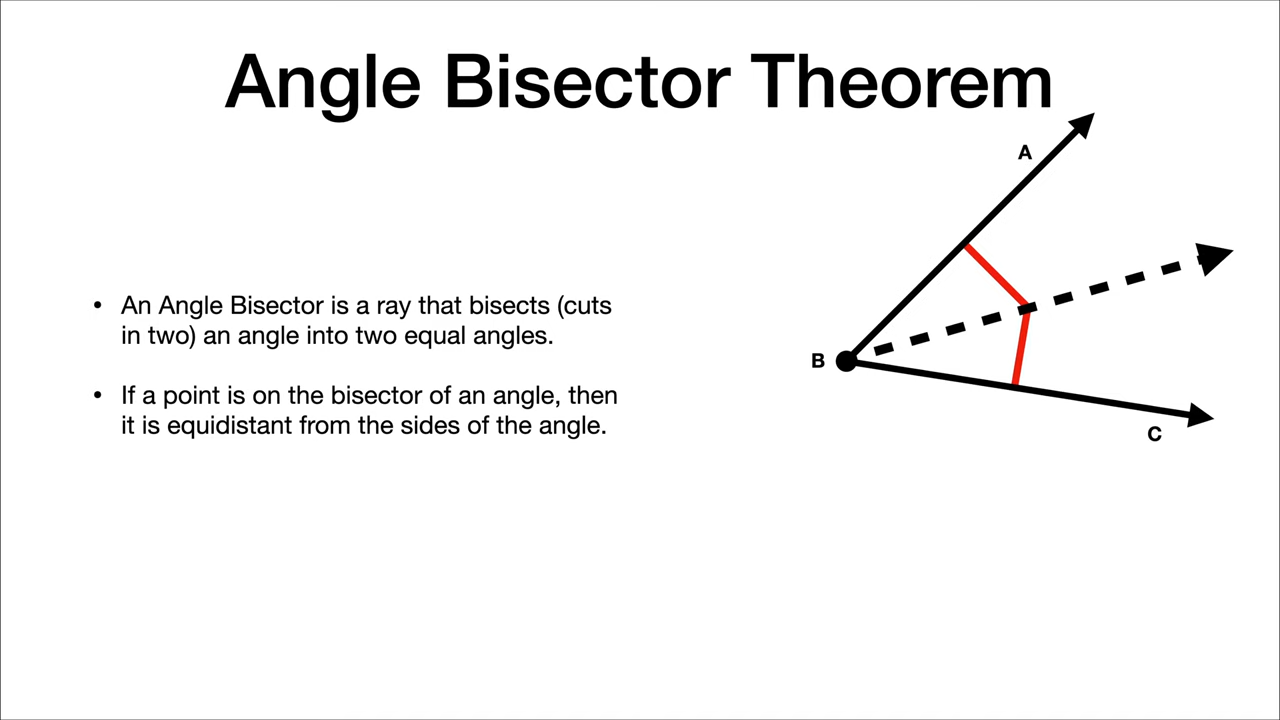 Angle Bisector Theorem
A
• An Angle Bisector is a ray that bisects (cuts
in two) an angle into two equal angles.
B
• If a point is on the bisector of an angle, then
it is equidistant from the sides of the angle.
C